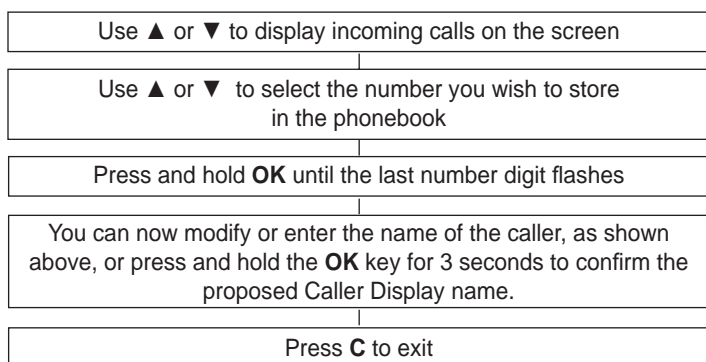 Use ▲ or ▼ to display incoming calls on the screen
Use ▲ or ▼ to select the number you wish to store
in the phonebook
Press and hold OK until the last number digit flashes
You can now modify or enter the name of the caller, as shown
above, or press and hold the OK key for 3 seconds to confirm the
proposed Caller Display name.
Press C to exit